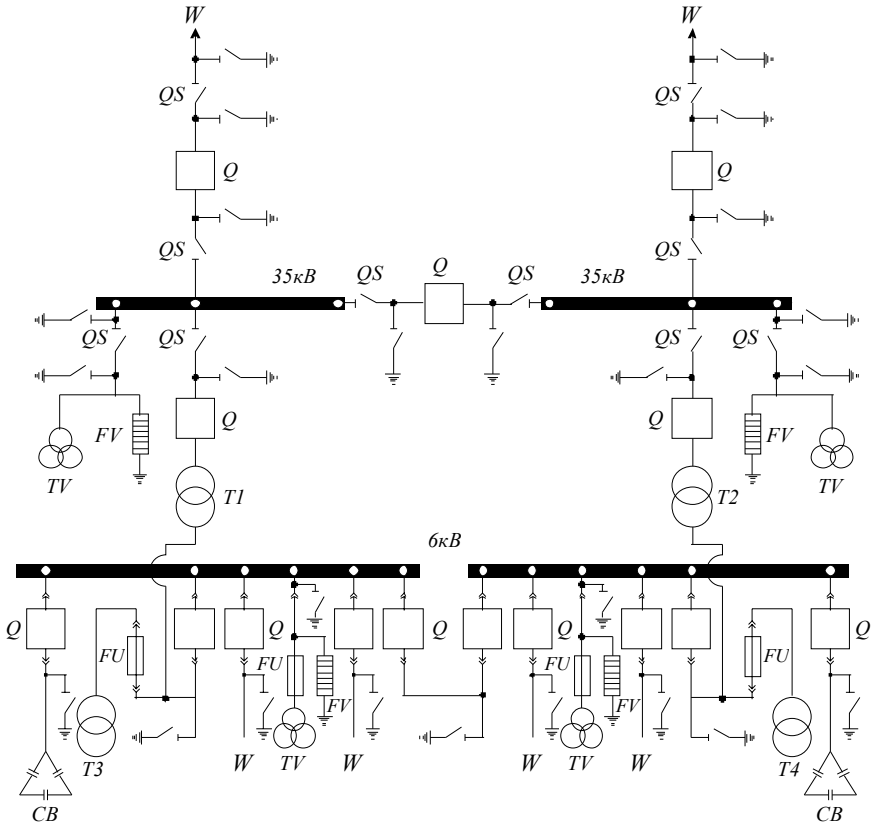 W W
QS QS
Q Q
QS QS
35кВ QS Q QS 35кВ
QS QS QS QS
FV Q Q FV
TV T1 T2 TV
6кВ
Q Q Q Q Q Q
FU FU FU FU
FV FV
T3 W TV W W TV W T4
CB CB